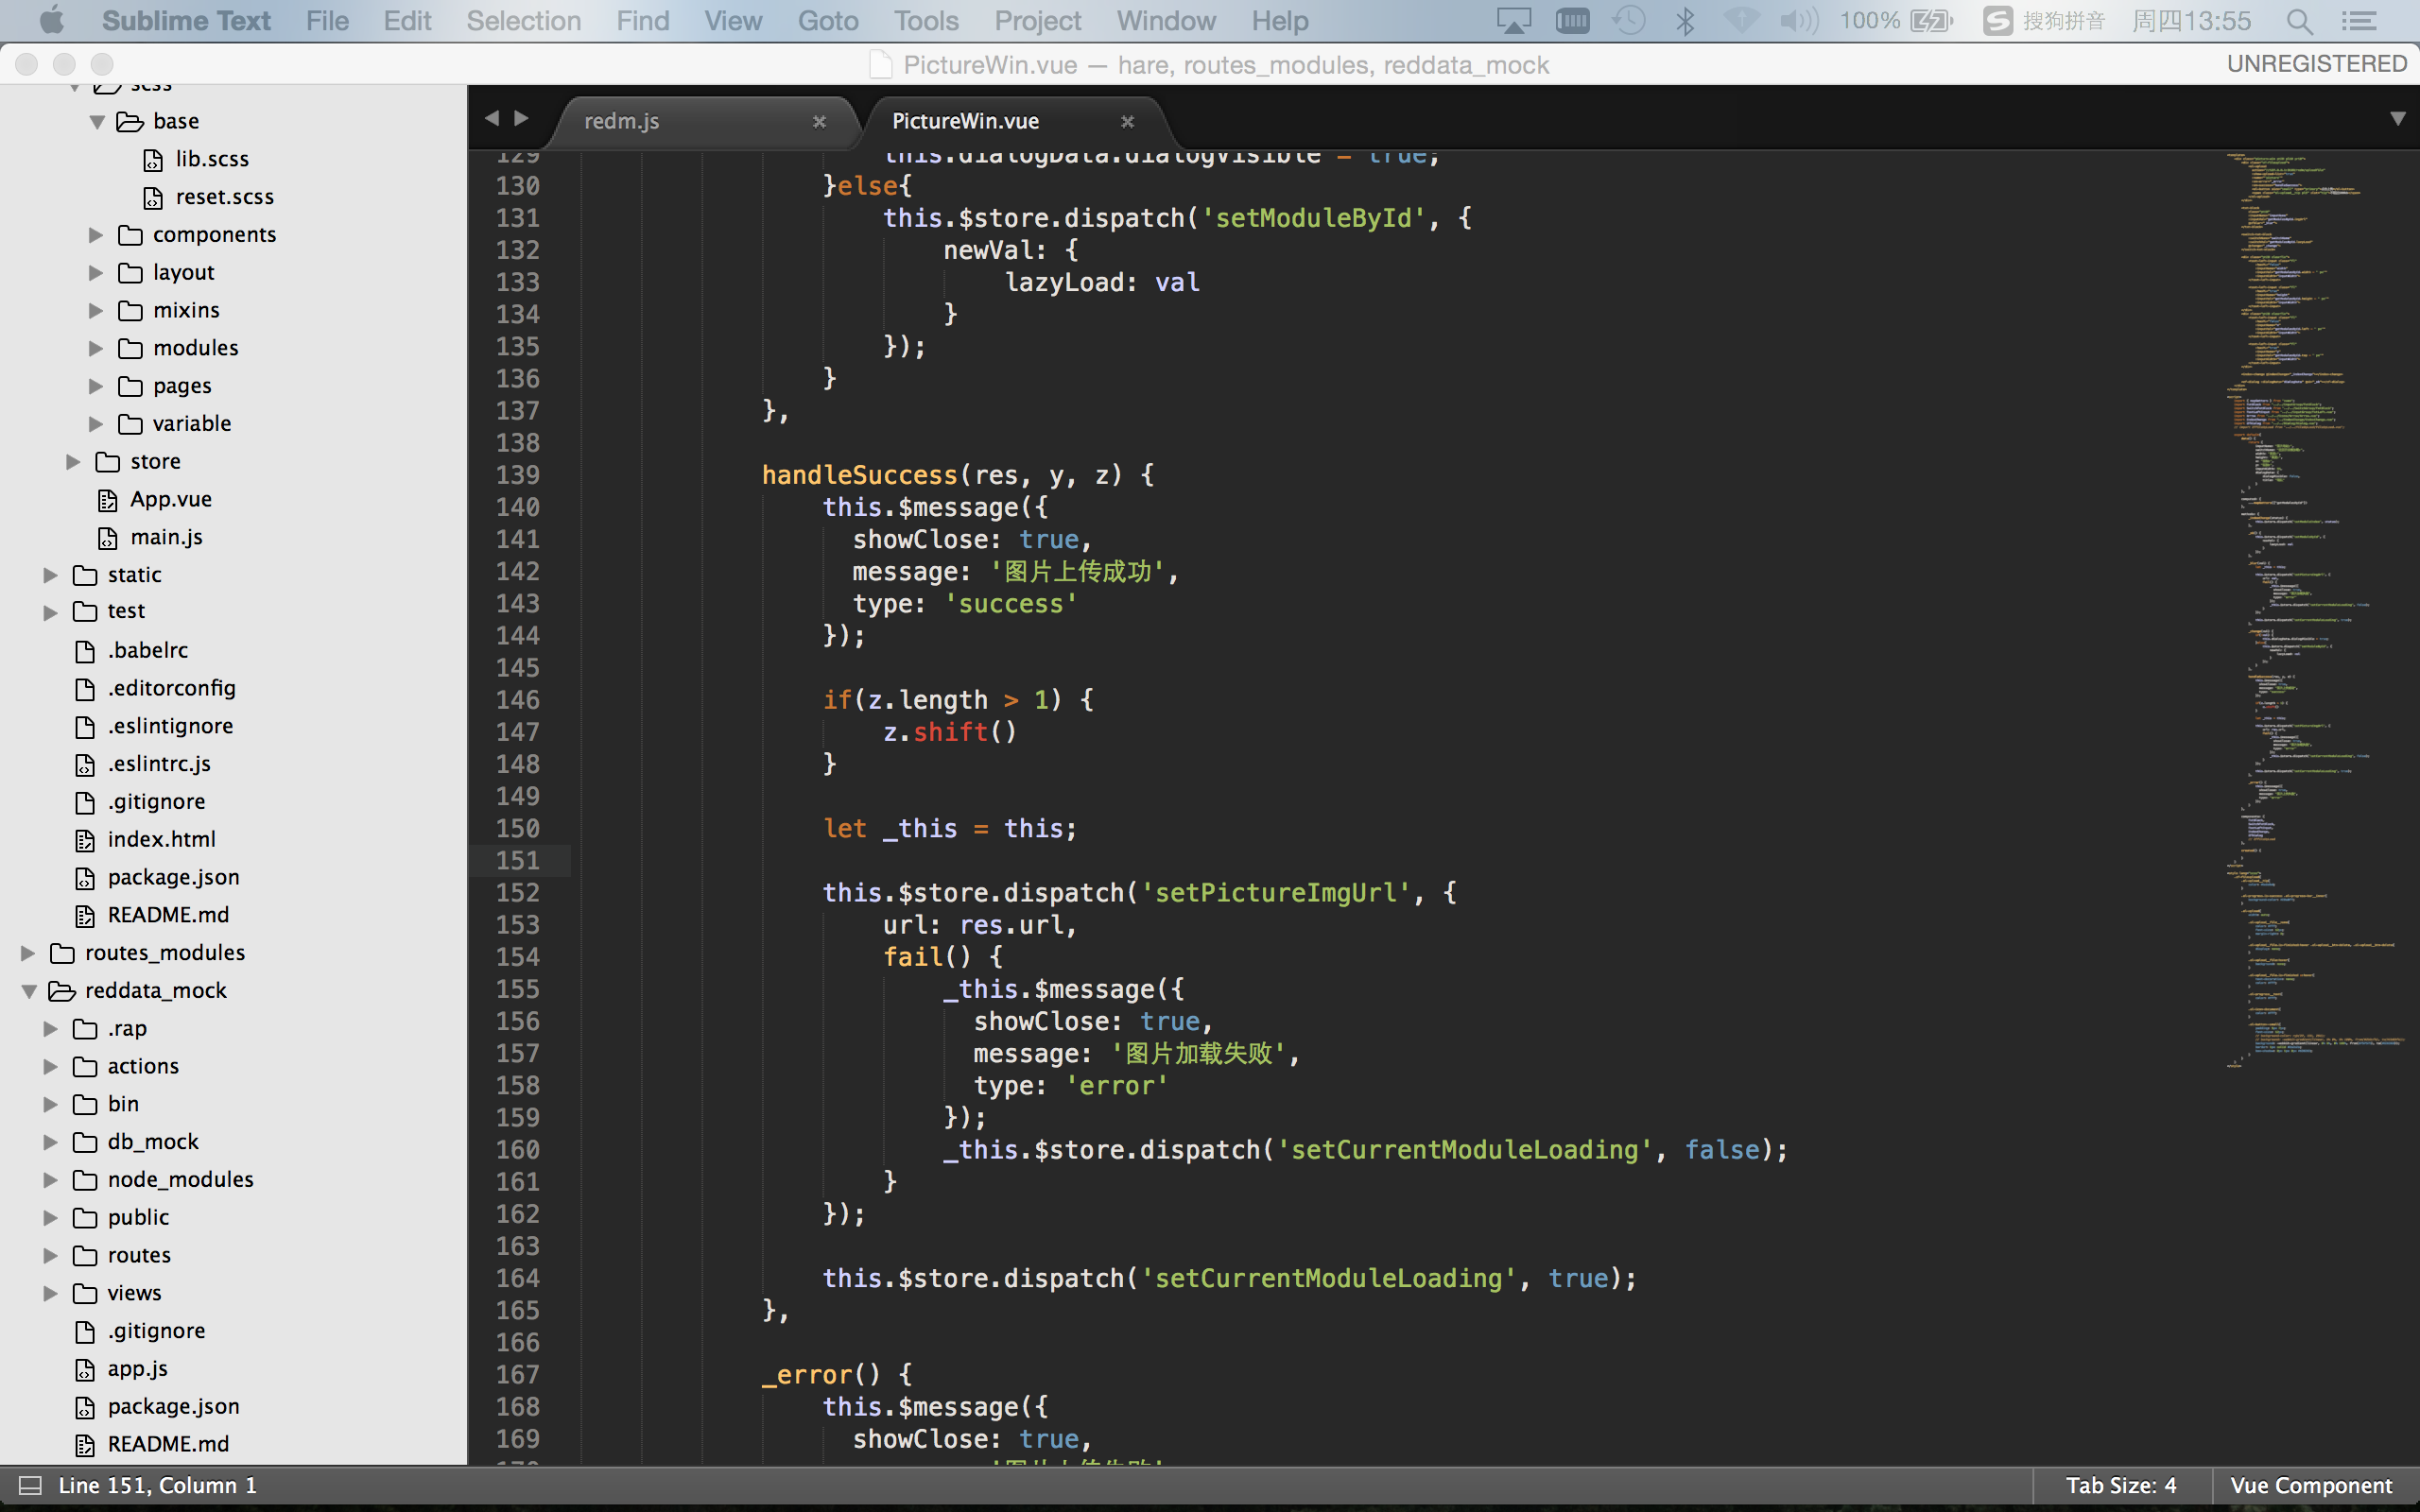 Sublime Text File Edit Selection Find View Goto Tools Project Window Help 100% 搜狗拼音 周四13:55
PictureWin.vue — hare, routes_modules, reddata_mock UNREGISTERED
scss
base
lib.scss
reset.scss
components
layout
mixins
modules
pages
variable
store
App.vue
main.js
static
test
.babelrc
.editorconfig
.eslintignore
.eslintrc.js
.gitignore
index.html
package.json
README.md
routes_modules
reddata_mock
.rap
actions
bin
db_mock
node_modules
public
routes
views
.gitignore
app.js
package.json
README.md
redm.js PictureWin.vue
129 this.dialogData.dialogVisible = true;
130 }else{
131 this.$store.dispatch('setModuleById', {
132 newVal: {
133 lazyLoad: val
134 }
135 });
136 }
137 },
138
139 handleSuccess(res, y, z) {
140 this.$message({
141 showClose: true,
142 message: '图片上传成功',
143 type: 'success'
144 });
145
146 if(z.length > 1) {
147 z.shift()
148 }
149
150 let _this = this;
151
152 this.$store.dispatch('setPictureImgUrl', {
153 url: res.url,
154 fail() {
155 _this.$message({
156 showClose: true,
157 message: '图片加载失败',
158 type: 'error'
159 });
160 _this.$store.dispatch('setCurrentModuleLoading', false);
161 }
162 });
163
164 this.$store.dispatch('setCurrentModuleLoading', true);
165 },
166
167 _error() {
168 this.$message({
169 showClose: true,
Line 151, Column 1 Tab Size: 4 Vue Component